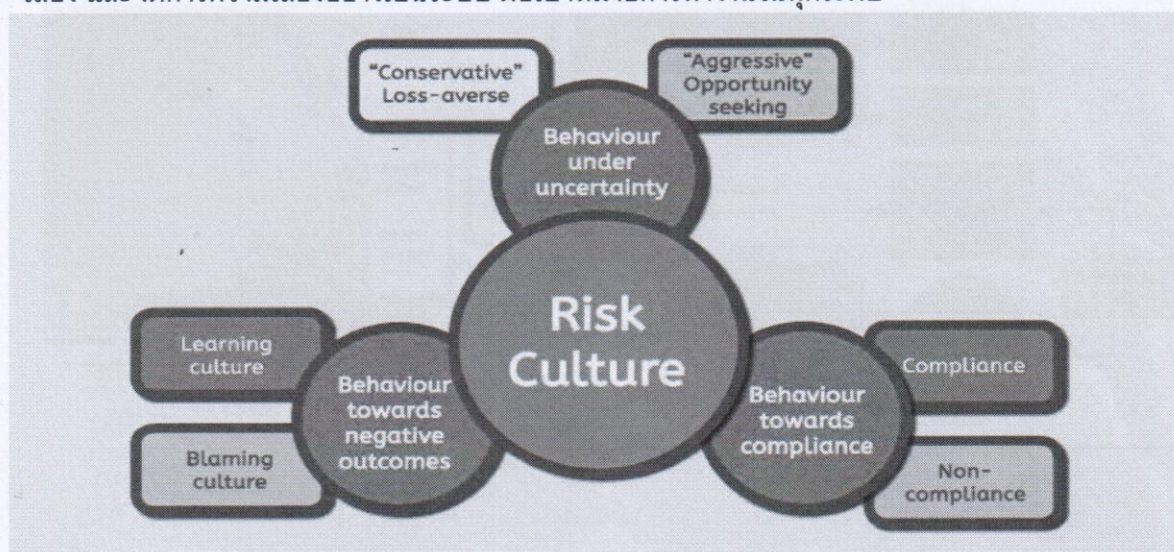 "Conservative"
Loss-averse
"Aggressive"
Opportunity
seeking
Behaviour
under
uncertainty
Risk
Culture
Learning
culture
Blaming
culture
Behaviour
towards
negative
outcomes
Behaviour
towards
compliance
Compliance
Non-
compliance